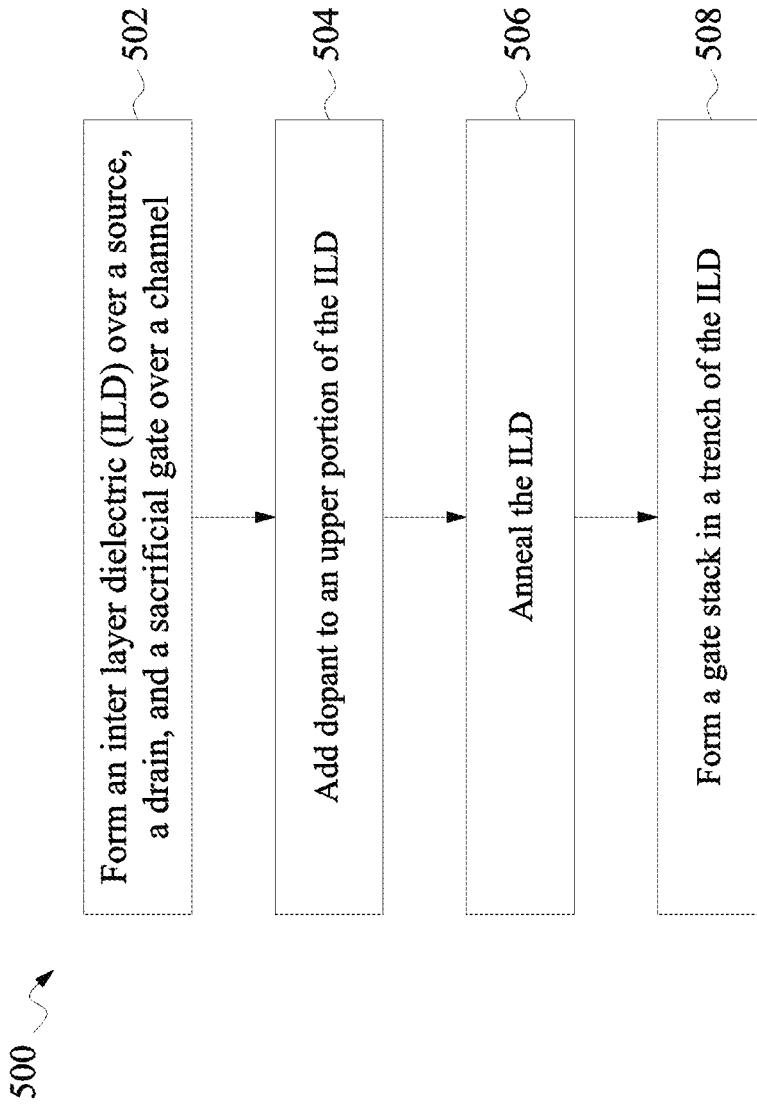 500
Form an inter layer dielectric (ILD) over a source,
a drain, and a sacrificial gate over a channel
502
Add dopant to an upper portion of the ILD
504
Anneal the ILD
506
Form a gate stack in a trench of the ILD
508